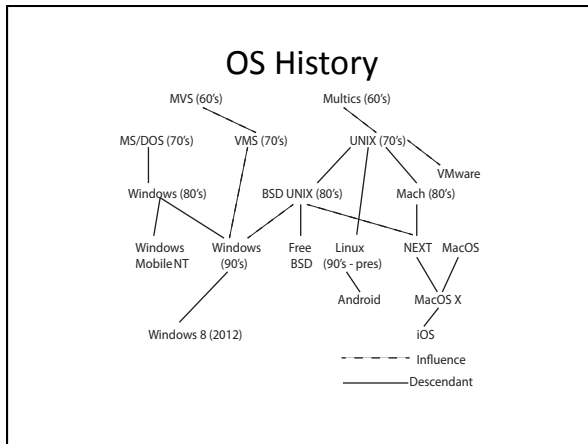 OS History
MVS (60's)
Multics (60's)
MS/DOS (70's)
VMS (70's)
UNIX (70's)
VMware
Windows (80's)
BSD UNIX (80's)
Mach (80's)
Windows
Mobile NT
Windows
(90's)
Free
BSD
Linux
(90's - pres)
NEXT
MacOS
Android
MacOS X
Windows 8 (2012)
iOS
Influence
Descendant